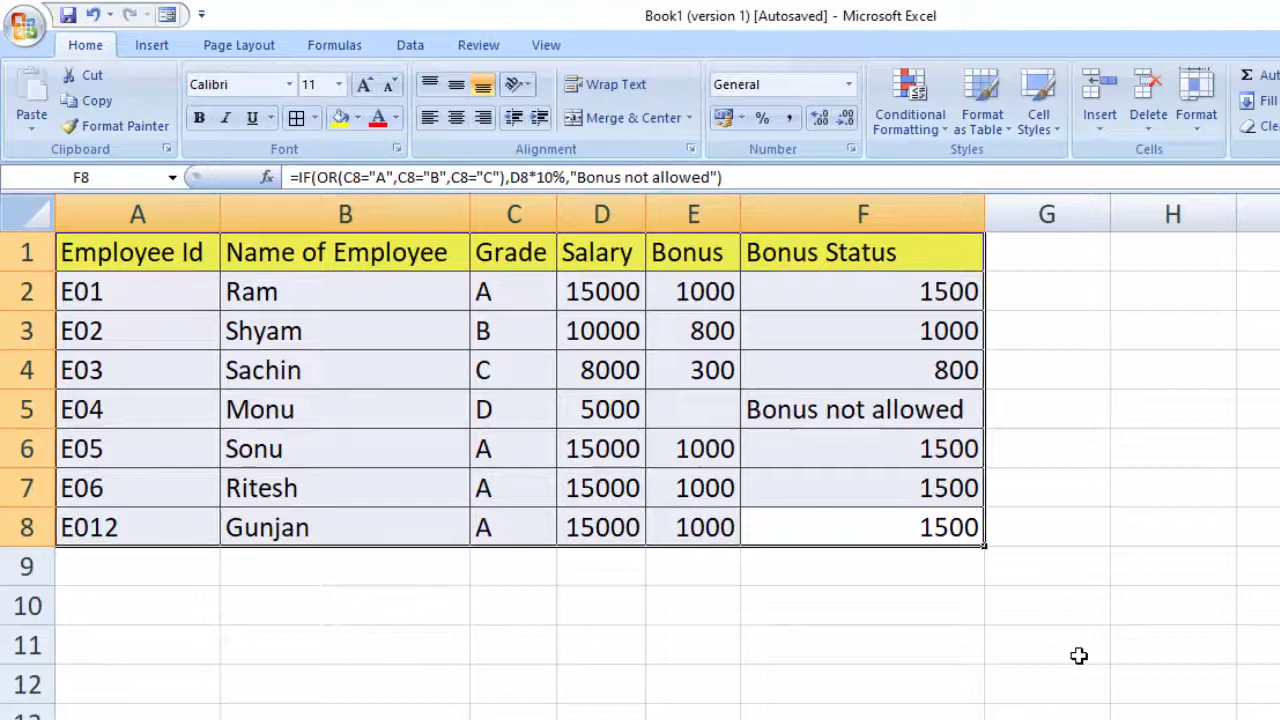 Book1 (version 1) [Autosaved] - Microsoft Excel
Home Insert Page Layout Formulas Data Review View
Cut
Copy
Format Painter
Paste
Clipboard
Calibri 11
B I U
Font
Wrap Text
Merge & Center
Alignment
General
% ,
Number
Conditional Formatting
Format as Table
Cell Styles
Styles
Insert Delete Format
Cells
Σ
Fill
F8 fx =IF(OR(C8="A",C8="B",C8="C"),D8*10%,"Bonus not allowed")
A B C D E F G H
1 Employee Id Name of Employee Grade Salary Bonus Bonus Status
2 E01 Ram A 15000 1000 1500
3 E02 Shyam B 10000 800 1000
4 E03 Sachin C 8000 300 800
5 E04 Monu D 5000 Bonus not allowed
6 E05 Sonu A 15000 1000 1500
7 E06 Ritesh A 15000 1000 1500
8 E012 Gunjan A 15000 1000 1500
9
10
11
12